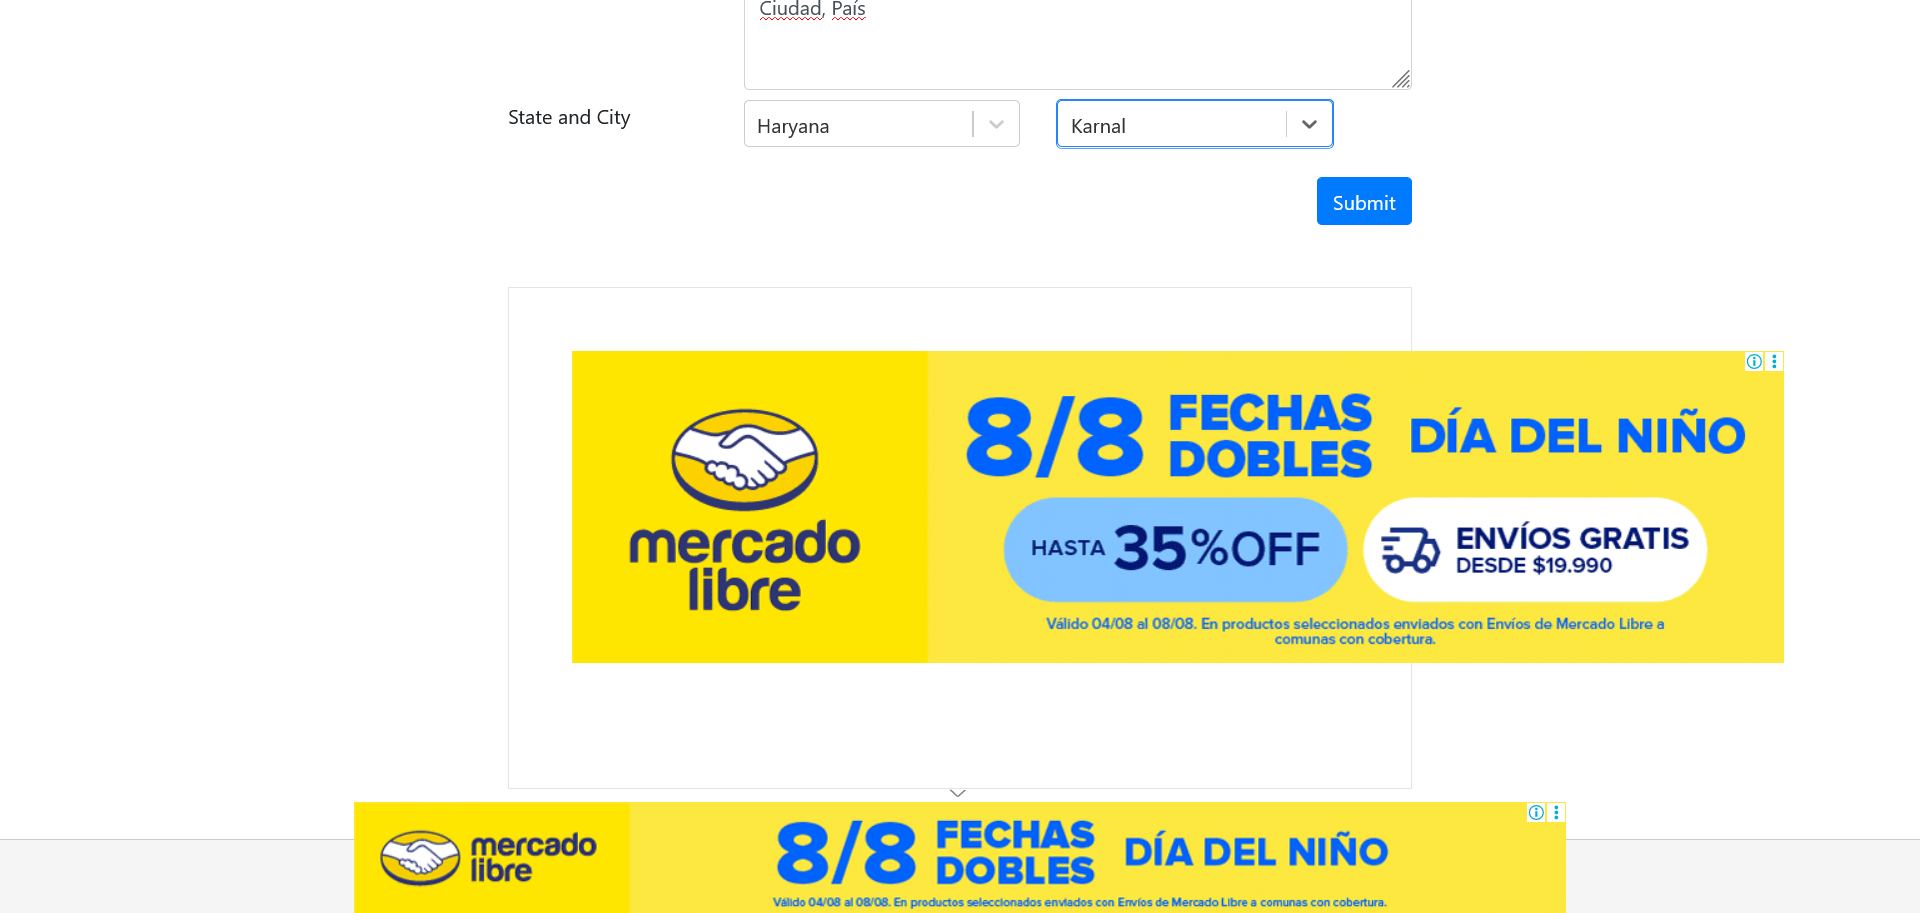 Ciudad, País
State and City
Haryana
Karnal
Submit
mercado
libre
8/8 FECHAS DOBLES
DÍA DEL NIÑO
HASTA 35%OFF
ENVÍOS GRATIS
DESDE $19.990
Válido 04/08 al 08/08. En productos seleccionados enviados con Envíos de Mercado Libre a
comunas con cobertura.
mercado
libre
8/8 FECHAS DOBLES
DÍA DEL NIÑO
Válido 04/08 al 08/08. En productos seleccionados enviados con Envíos de Mercado Libre a comunas con cobertura.